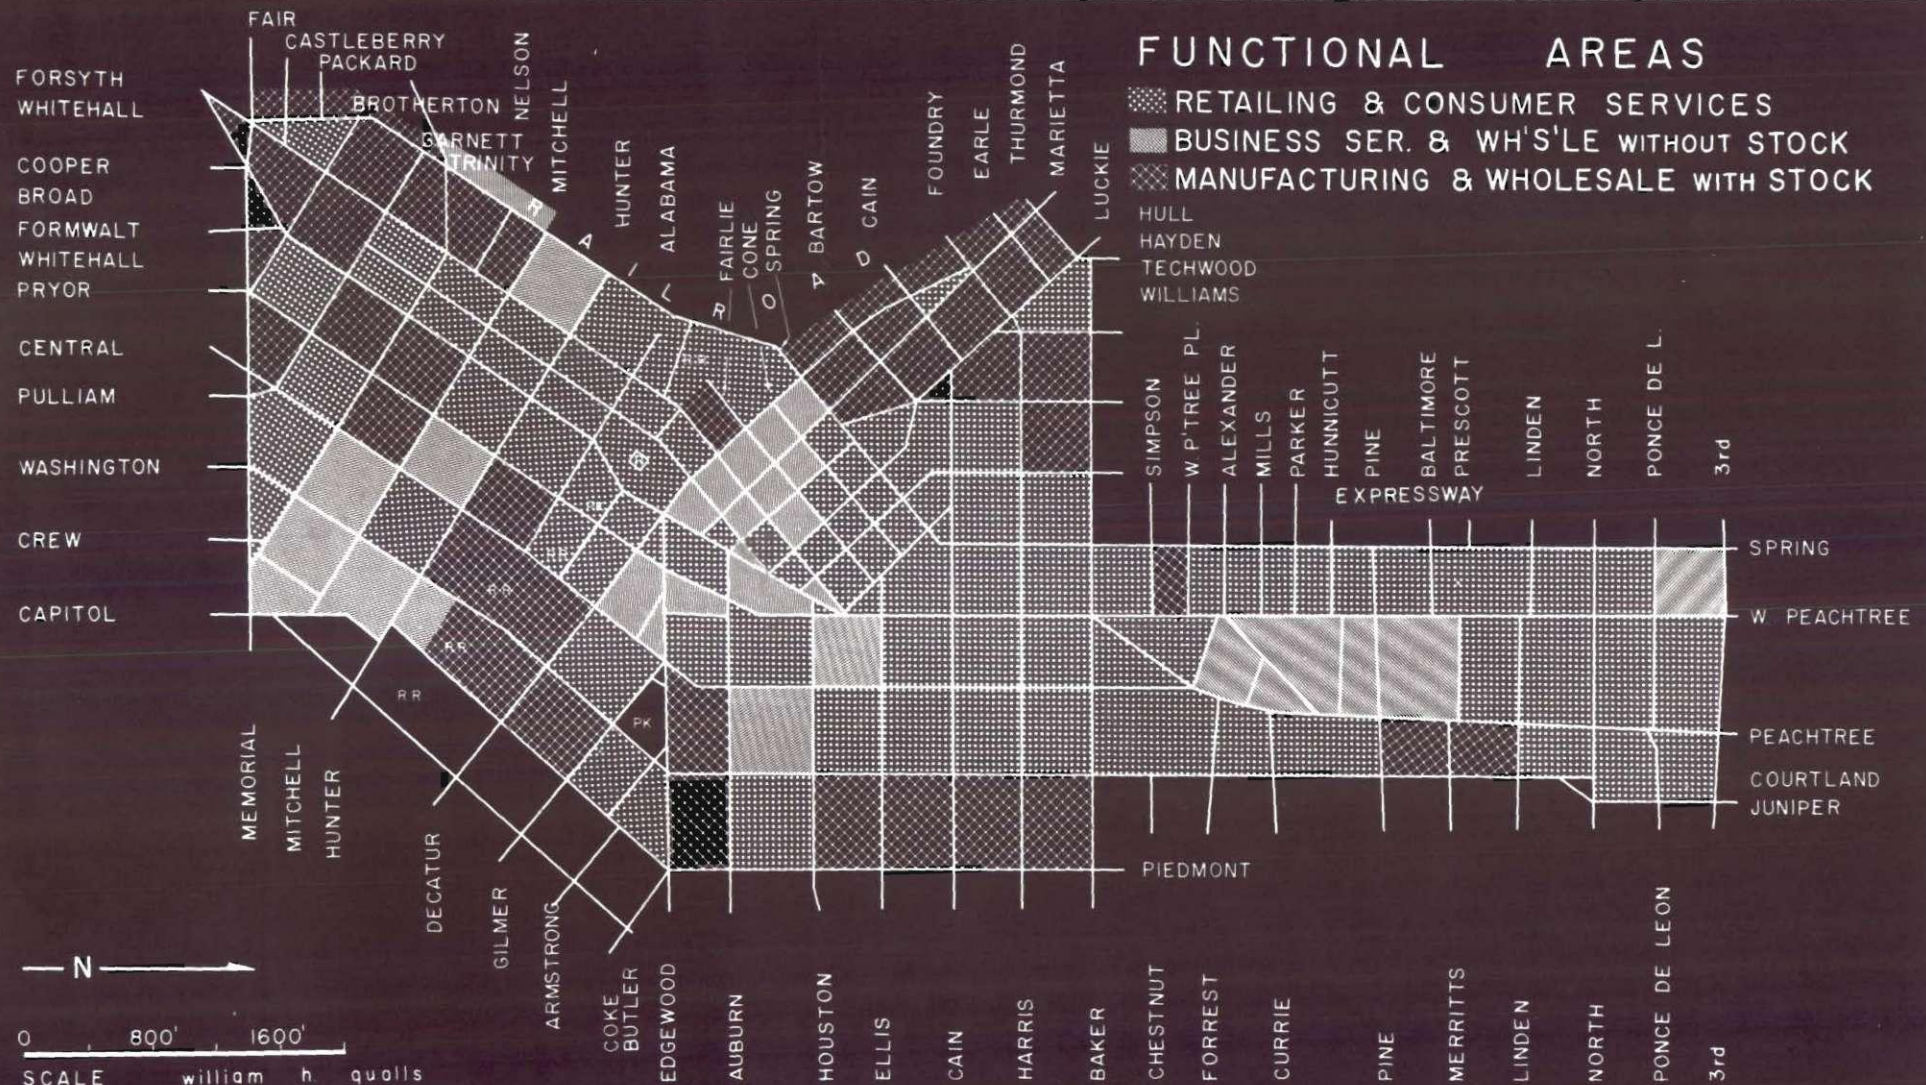 FUNCTIONAL AREAS
RETAILING & CONSUMER SERVICES
BUSINESS SER. & WH'S'LE WITHOUT STOCK
MANUFACTURING & WHOLESALE WITH STOCK
FAIR
CASTLEBERRY
PACKARD
BROTHERTON
GARNETT
TRINITY
NELSON
MITCHELL
HUNTER
ALABAMA
FAIRLIE
CONE
SPRING
BARTOW
CAIN
FOUNDRY
EARLE
THURMOND
MARIETTA
LUCKIE
RAILROAD
FORSYTH
WHITEHALL
COOPER
BROAD
FORMWALT
WHITEHALL
PRYOR
CENTRAL
PULLIAM
WASHINGTON
CREW
CAPITOL
HULL
HAYDEN
TECHWOOD
WILLIAMS
SIMPSON
W P'TREE PL.
ALEXANDER
MILLS
PARKER
HUNNICUTT
PINE
BALTIMORE
PRESCOTT
LINDEN
NORTH
PONCE DE L.
3rd
EXPRESSWAY
SPRING
W. PEACHTREE
PEACHTREE
COURTLAND
JUNIPER
PIEDMONT
R R
R R
R R
R R
PK
MEMORIAL
MITCHELL
HUNTER
DECATUR
GILMER
ARMSTRONG
COKE
BUTLER
EDGEWOOD
AUBURN
HOUSTON
ELLIS
CAIN
HARRIS
BAKER
CHESTNUT
FORREST
CURRIE
PINE
MERRITTS
LINDEN
NORTH
PONCE DE LEON
3rd
N
0 800' 1600'
SCALE william h. qualls